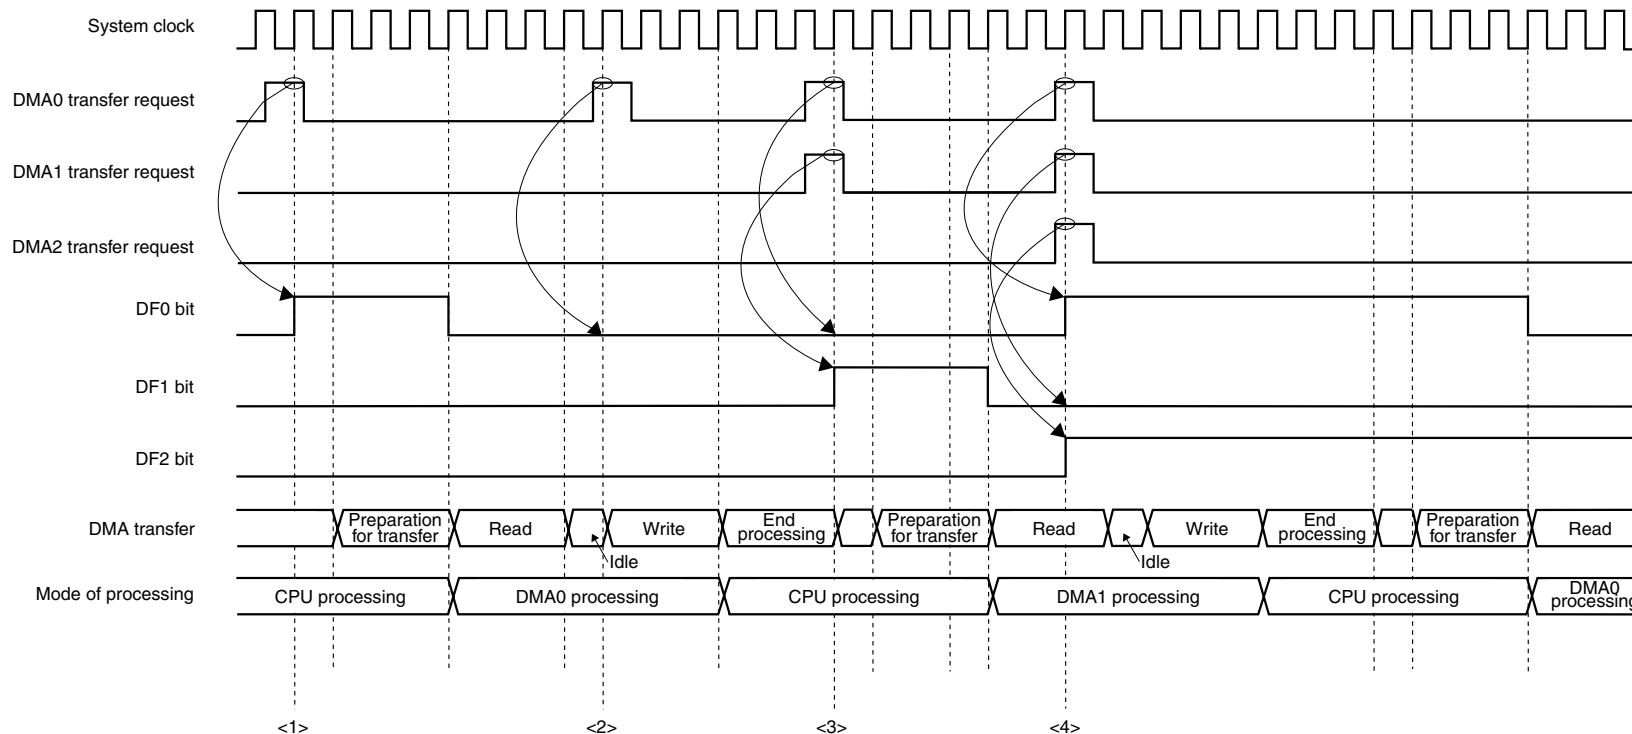 System clock
DMA0 transfer request
DMA1 transfer request
DMA2 transfer request
DF0 bit
DF1 bit
DF2 bit
DMA transfer
Preparation
for transfer
Read
Idle
Write
End
processing
Preparation
for transfer
Read
Idle
Write
End
processing
Preparation
for transfer
Read
Mode of processing
CPU processing
DMA0 processing
CPU processing
DMA1 processing
CPU processing
DMA0
processing
<1>
<2>
<3>
<4>